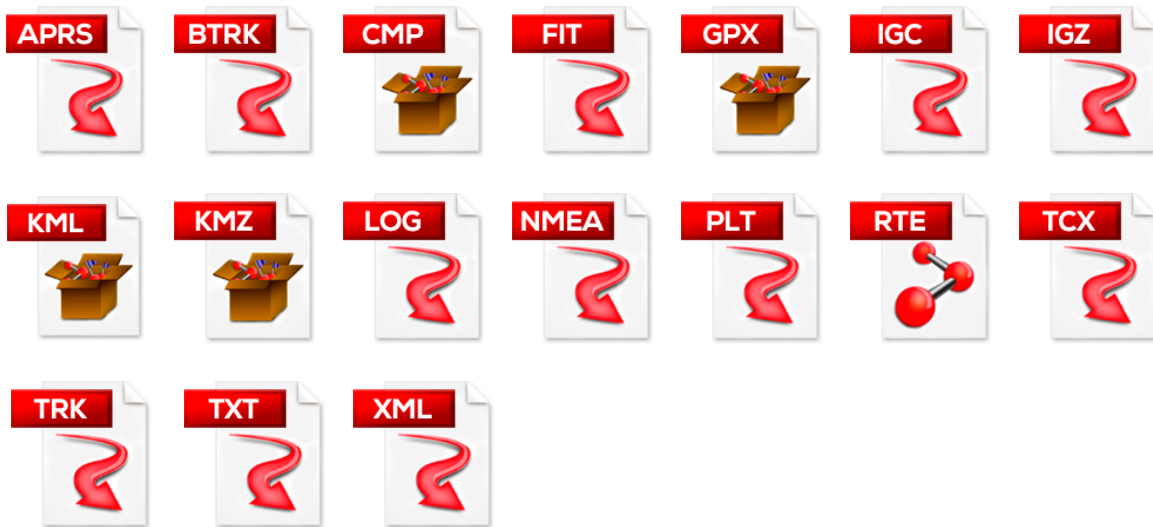 APRS BTRK CMP FIT GPX IGC IGZ
KML KMZ LOG NMEA PLT RTE TCX
TRK TXT XML